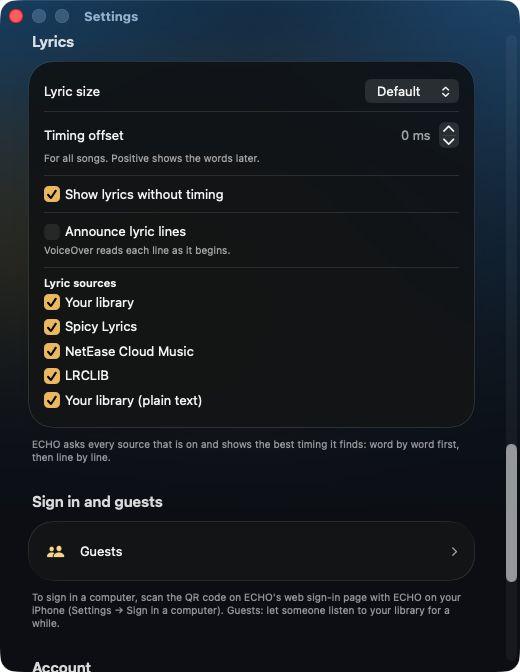 Settings
Lyrics
Lyric size
Default
Timing offset
0 ms
For all songs. Positive shows the words later.
Show lyrics without timing
Announce lyric lines
VoiceOver reads each line as it begins.
Lyric sources
Your library
Spicy Lyrics
NetEase Cloud Music
LRCLIB
Your library (plain text)
ECHO asks every source that is on and shows the best timing it finds: word by word first,
then line by line.
Sign in and guests
Guests
To sign in a computer, scan the QR code on ECHO's web sign-in page with ECHO on your
iPhone (Settings → Sign in a computer). Guests: let someone listen to your library for a
while.
Account